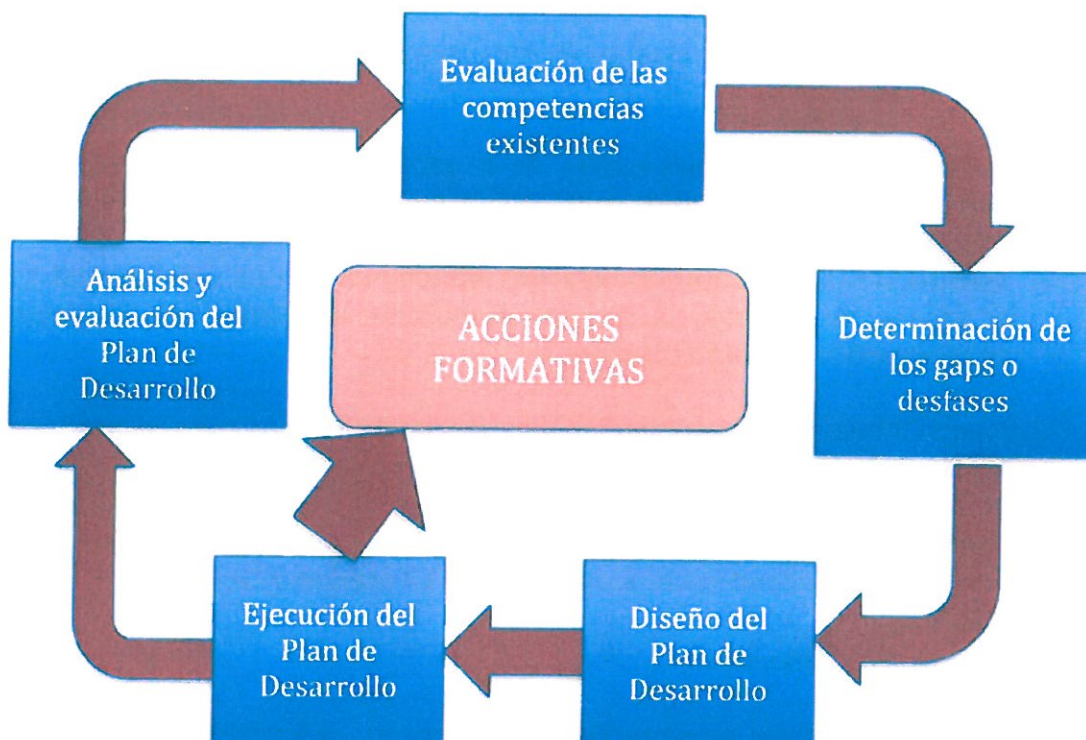 Evaluación de las
competencias
existentes
Determinación de
los gaps o
desfases
Diseño del
Plan de
Desarrollo
Ejecución del
Plan de
Desarrollo
Análisis y
evaluación del
Plan de
Desarrollo
ACCIONES
FORMATIVAS